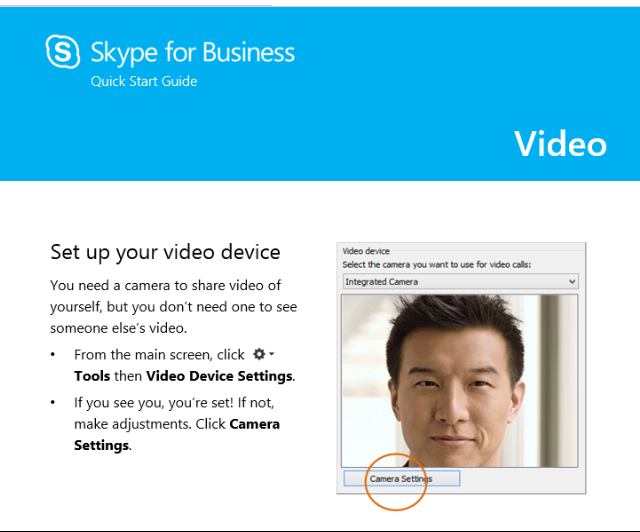 Skype for Business
Quick Start Guide
Video
Set up your video device
You need a camera to share video of
yourself, but you don't need one to see
someone else's video.
• From the main screen, click
Tools then Video Device Settings.
• If you see you, you're set! If not,
make adjustments. Click Camera
Settings.
Video device
Select the camera you want to use for video calls:
Integrated Camera
Camera Settings